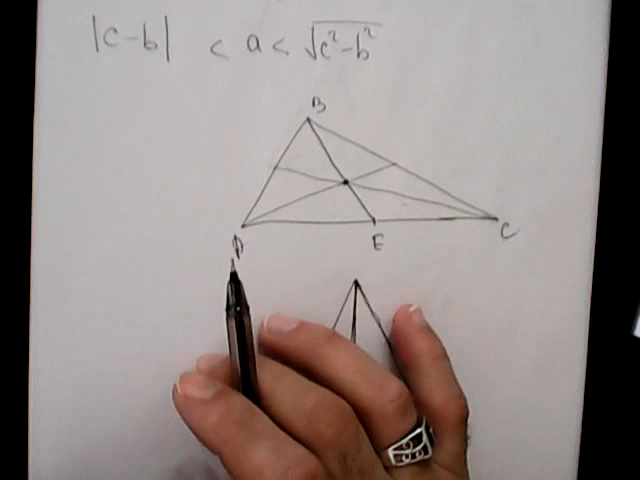 |c-b| < a < √c²-b²
B
A E C